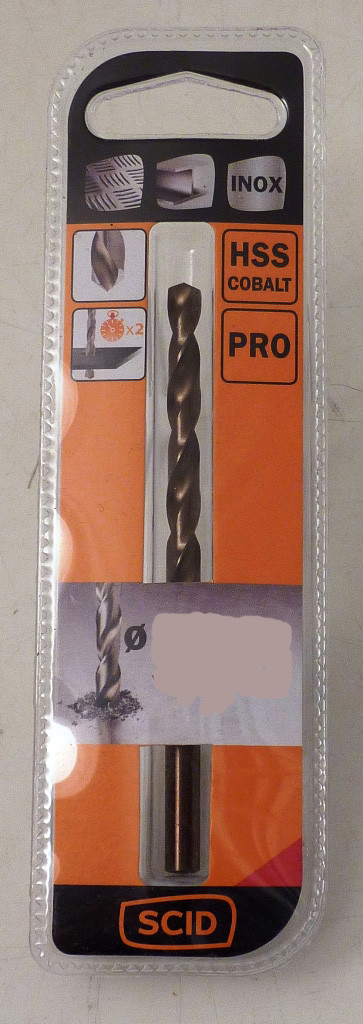 INOX
HSS
COBALT
x2
PRO
Ø
SCID